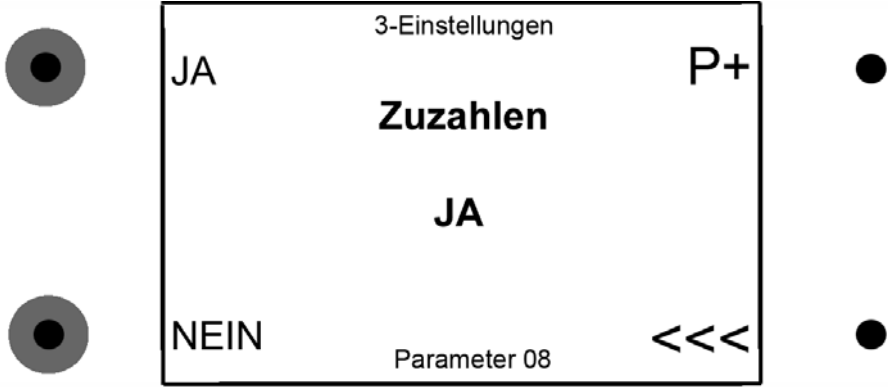 3-Einstellungen
JA
P+
Zuzahlen
JA
NEIN
<<<
Parameter 08